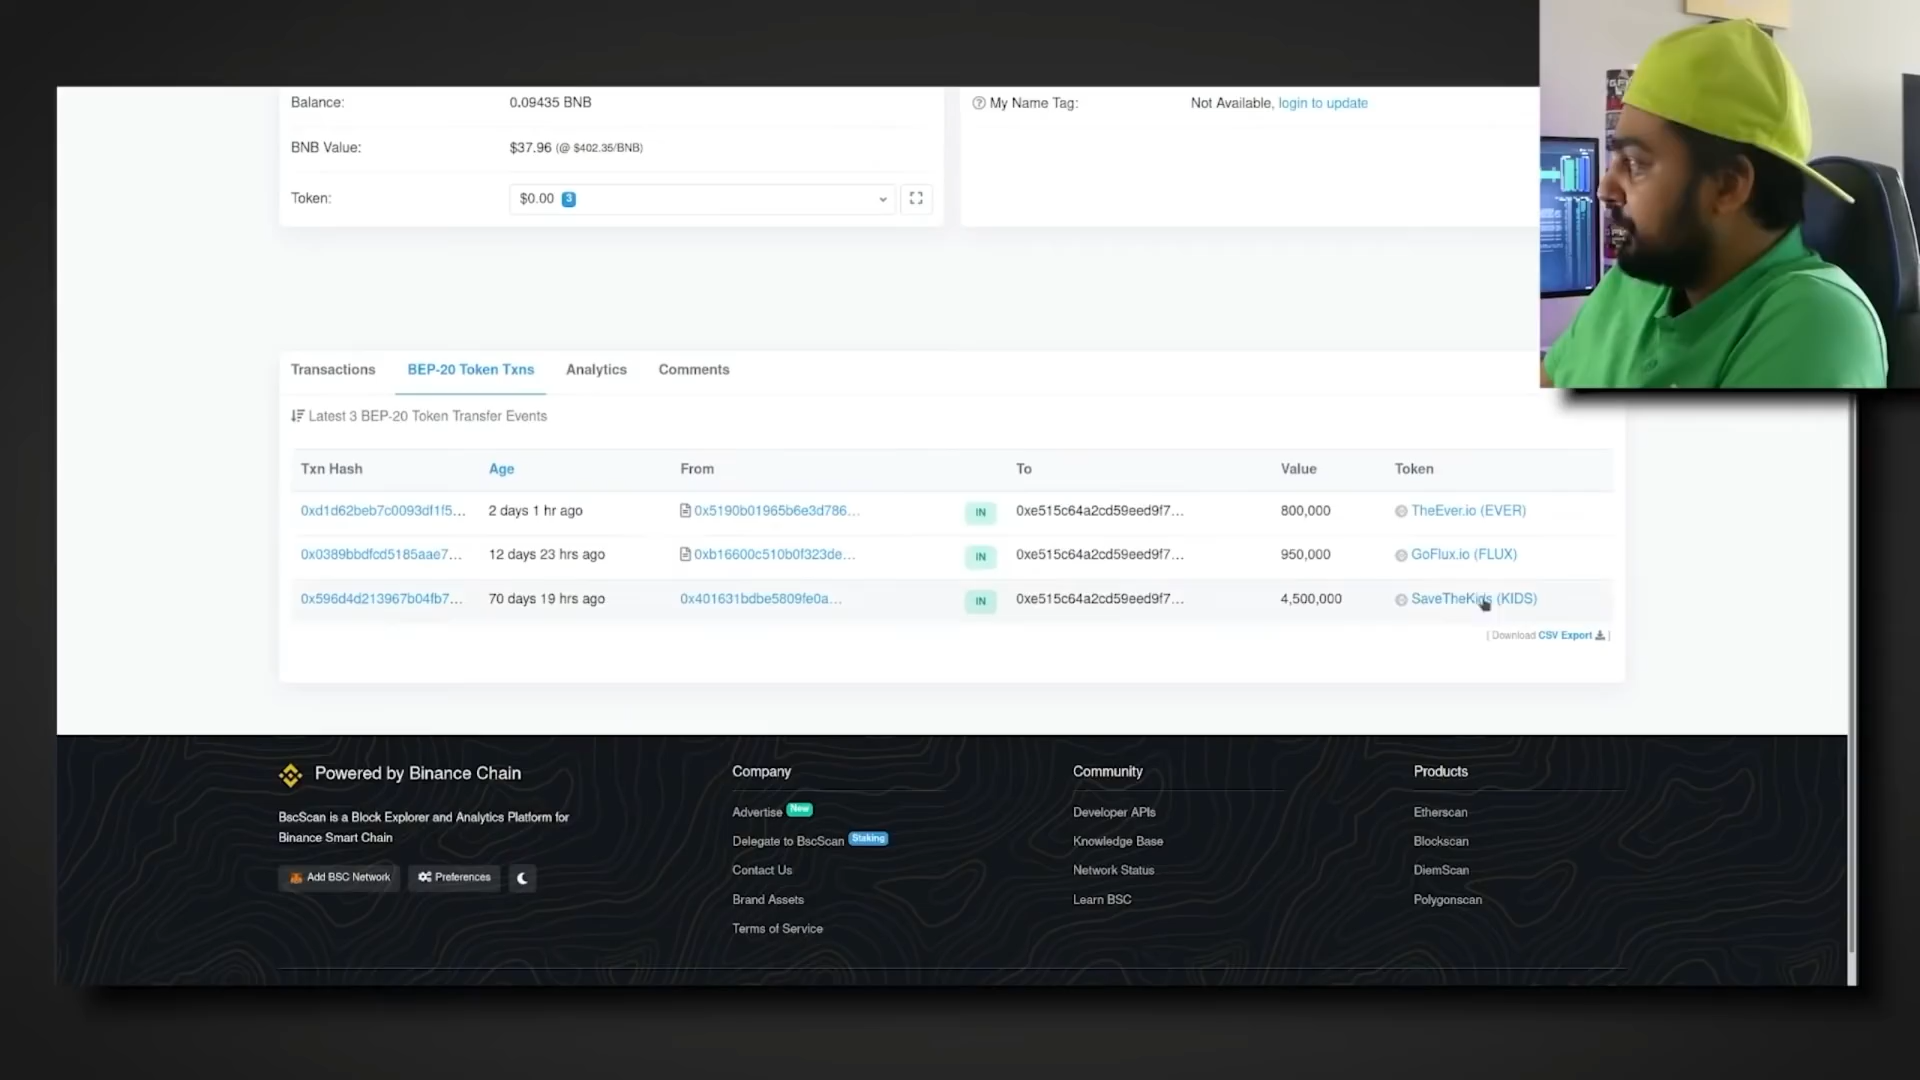 Balance: 0.09435 BNB
My Name Tag: Not Available, login to update
BNB Value: $37.96 (@ $402.35/BNB)
Token: $0.00 3
Transactions BEP-20 Token Txns Analytics Comments
Latest 3 BEP-20 Token Transfer Events
Txn Hash Age From To Value Token
0xd1d62beb7c0093df1f5... 2 days 1 hr ago 0x5190b01965b6e3d786... IN 0xe515c64a2cd59eed9f7... 800,000 TheEver.io (EVER)
0x0389bbdfcd5185aae7... 12 days 23 hrs ago 0xb16600c510b0f323de... IN 0xe515c64a2cd59eed9f7... 950,000 GoFlux.io (FLUX)
0x596d4d213967b04fb7... 70 days 19 hrs ago 0x401631bdbe5809fe0a... IN 0xe515c64a2cd59eed9f7... 4,500,000 SaveTheKids (KIDS)
[ Download CSV Export ]
Powered by Binance Chain
BscScan is a Block Explorer and Analytics Platform for
Binance Smart Chain
Add BSC Network Preferences
Company
Advertise New
Delegate to BscScan Staking
Contact Us
Brand Assets
Terms of Service
Community
Developer APIs
Knowledge Base
Network Status
Learn BSC
Products
Etherscan
Blockscan
DiemScan
Polygonscan